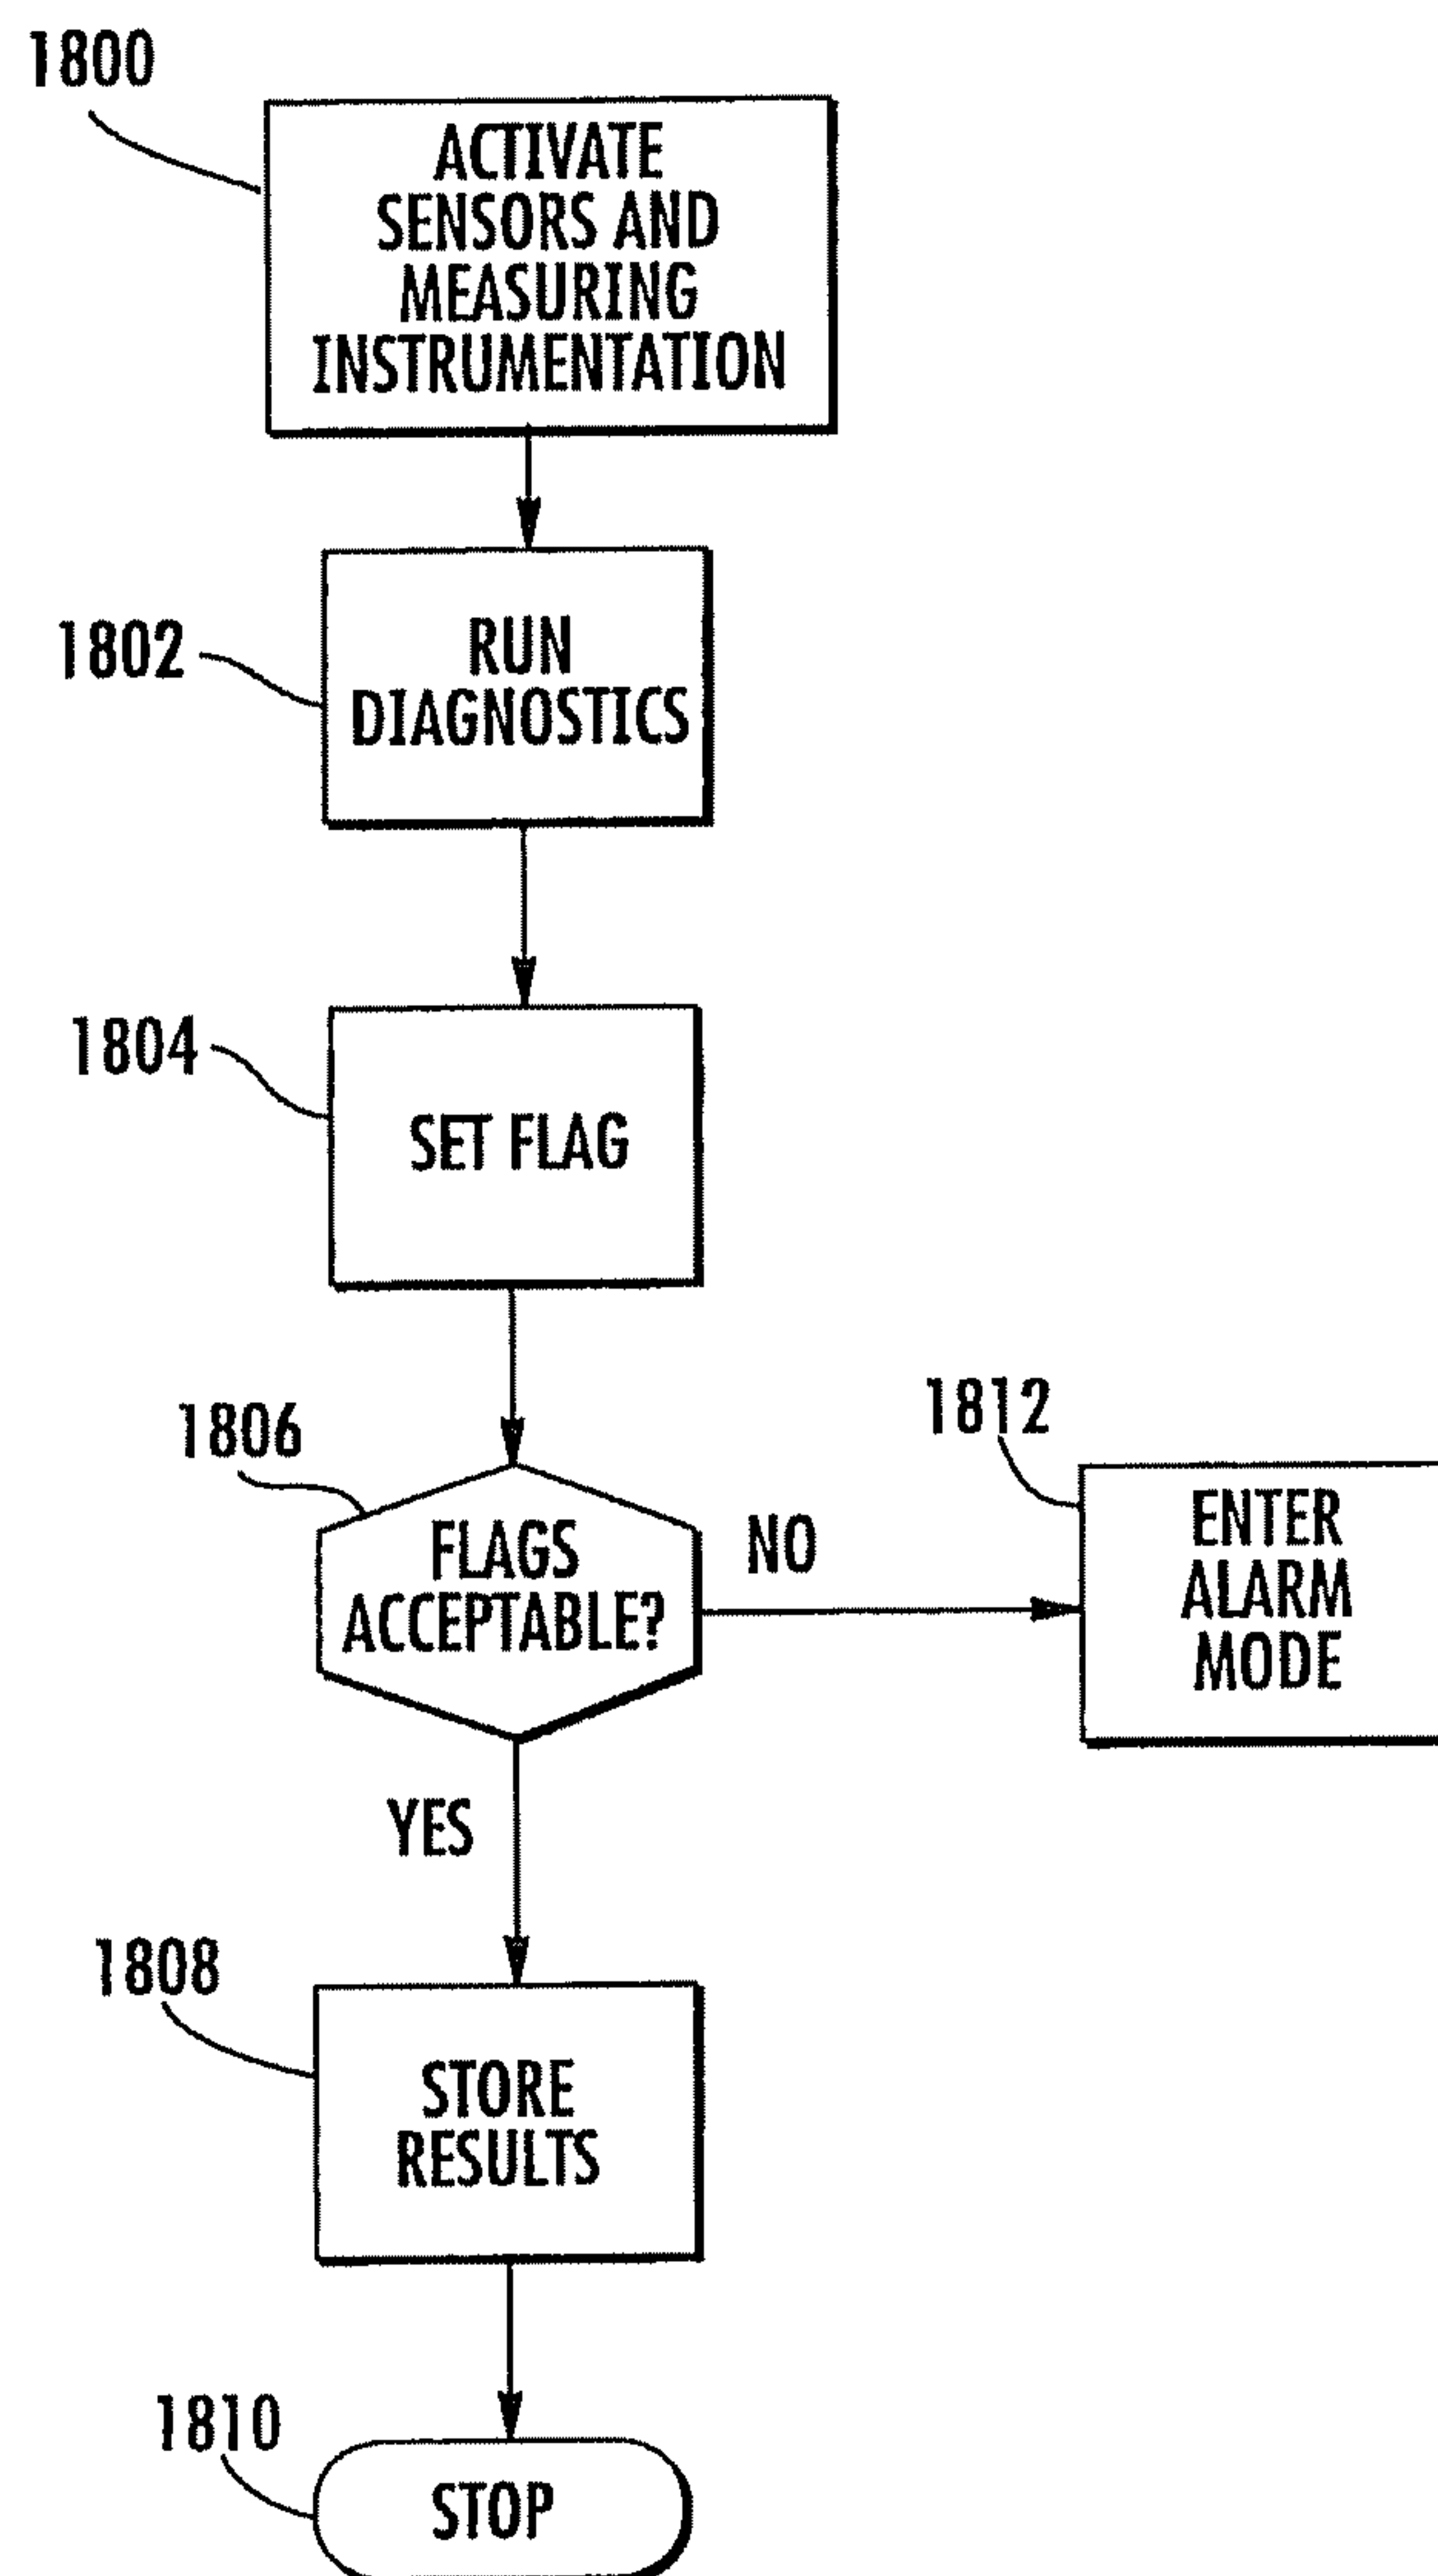 1800
ACTIVATE
SENSORS AND
MEASURING
INSTRUMENTATION
1802
RUN
DIAGNOSTICS
1804
SET FLAG
1806
FLAGS
ACCEPTABLE?
NO
1812
ENTER
ALARM
MODE
YES
1808
STORE
RESULTS
1810
STOP